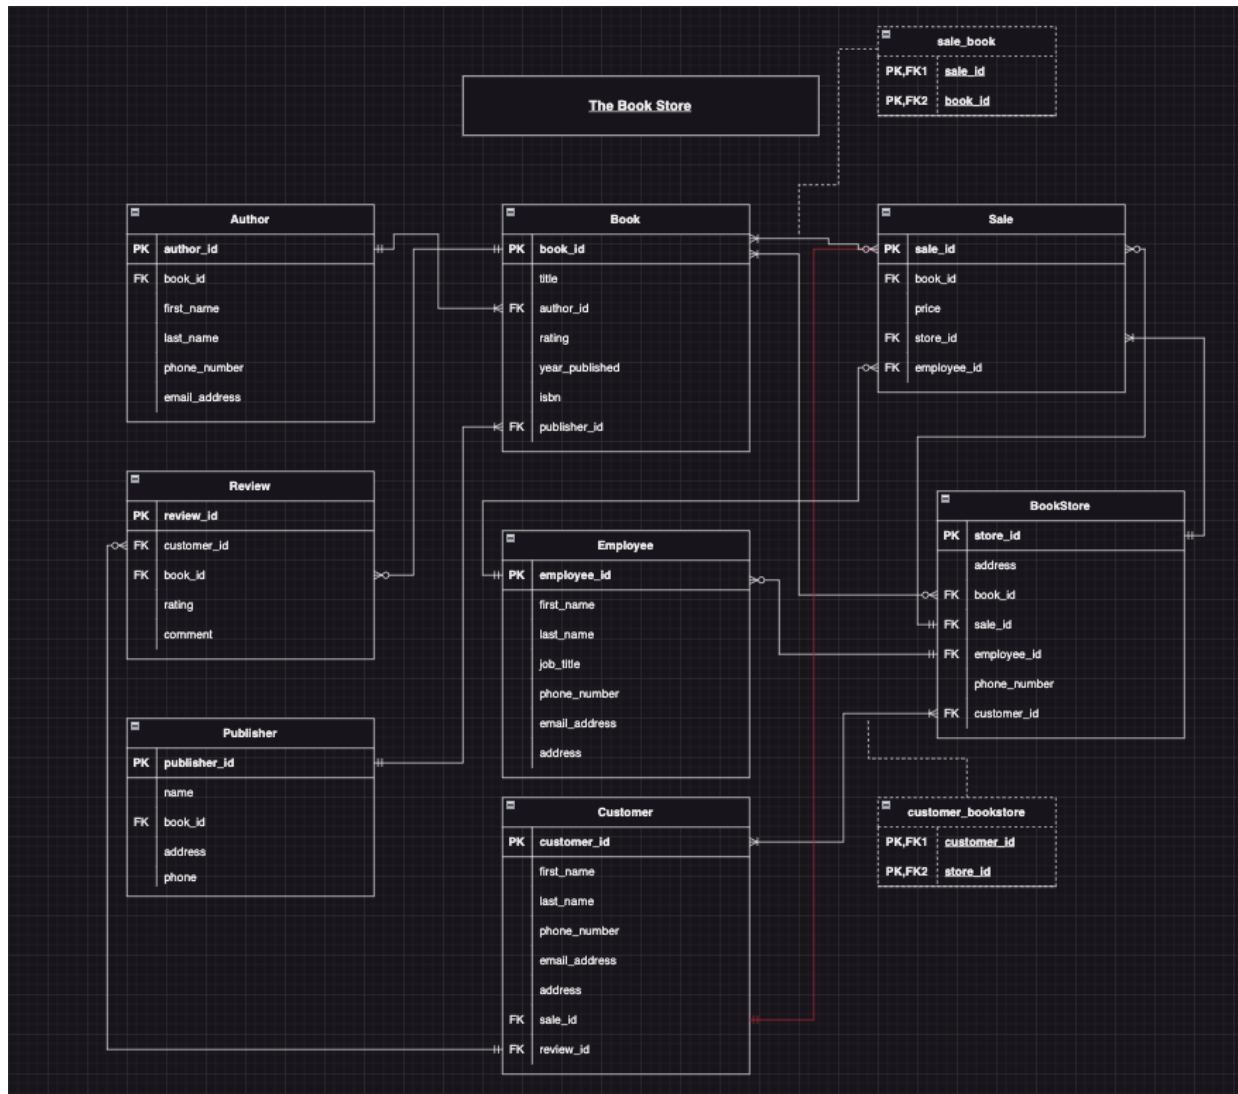 sale_book
PK,FK1 sale_id
PK,FK2 book_id
The Book Store
Author
PK author_id
FK book_id
first_name
last_name
phone_number
email_address
Book
PK book_id
title
FK author_id
rating
year_published
isbn
FK publisher_id
Sale
PK sale_id
FK book_id
price
FK store_id
FK employee_id
Review
PK review_id
FK customer_id
FK book_id
rating
comment
Employee
PK employee_id
first_name
last_name
job_title
phone_number
email_address
address
BookStore
PK store_id
address
FK book_id
FK sale_id
FK employee_id
phone_number
FK customer_id
Publisher
PK publisher_id
name
FK book_id
address
phone
Customer
PK customer_id
first_name
last_name
phone_number
email_address
address
FK sale_id
FK review_id
customer_bookstore
PK,FK1 customer_id
PK,FK2 store_id